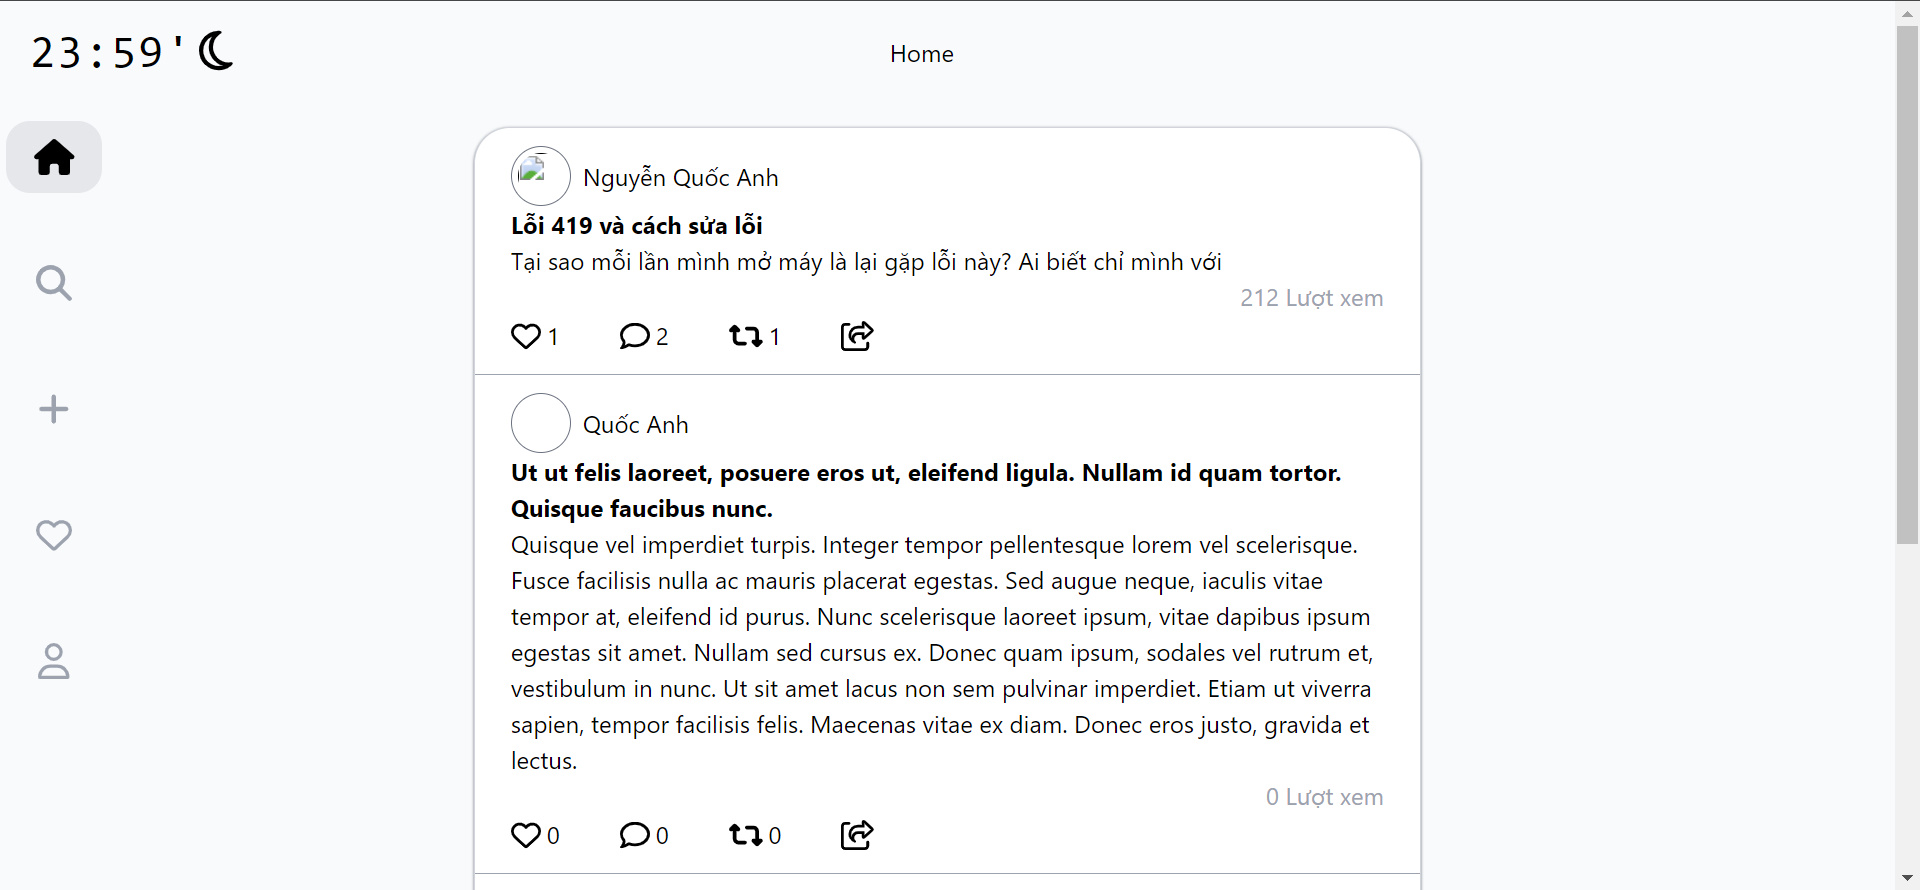 23:59'
Home
Nguyễn Quốc Anh
Lỗi 419 và cách sửa lỗi
Tại sao mỗi lần mình mở máy là lại gặp lỗi này? Ai biết chỉ mình với
212 Lượt xem
1 2 1
Quốc Anh
Ut ut felis laoreet, posuere eros ut, eleifend ligula. Nullam id quam tortor.
Quisque faucibus nunc.
Quisque vel imperdiet turpis. Integer tempor pellentesque lorem vel scelerisque.
Fusce facilisis nulla ac mauris placerat egestas. Sed augue neque, iaculis vitae
tempor at, eleifend id purus. Nunc scelerisque laoreet ipsum, vitae dapibus ipsum
egestas sit amet. Nullam sed cursus ex. Donec quam ipsum, sodales vel rutrum et,
vestibulum in nunc. Ut sit amet lacus non sem pulvinar imperdiet. Etiam ut viverra
sapien, tempor facilisis felis. Maecenas vitae ex diam. Donec eros justo, gravida et
lectus.
0 Lượt xem
0 0 0